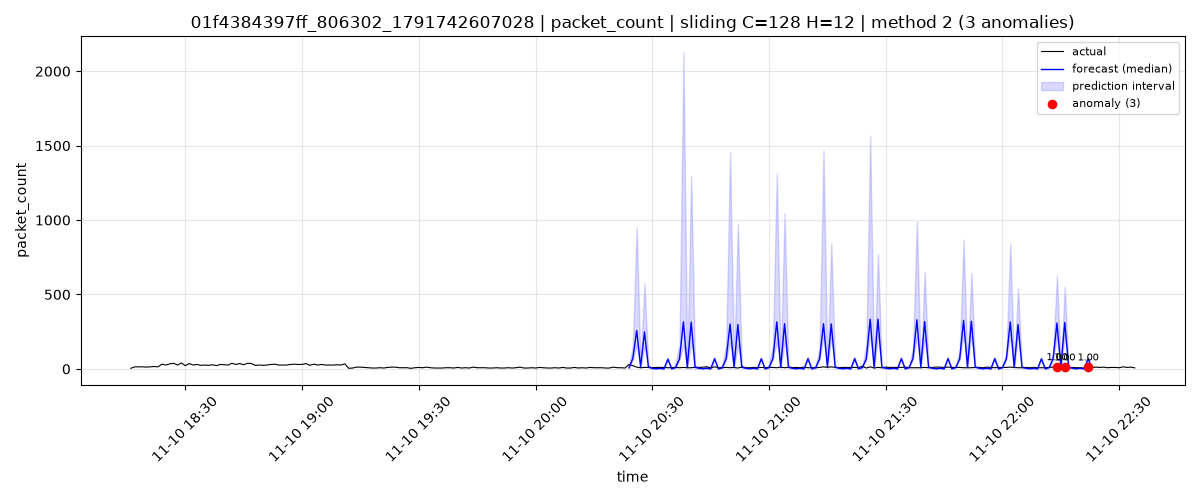 01f4384397ff_806302_1791742607028 | packet_count | sliding C=128 H=12 | method 2 (3 anomalies)
actual
forecast (median)
prediction interval
anomaly (3)
packet_count
2000
1500
1000
500
0
1.00
11-10 18:30
11-10 19:00
11-10 19:30
11-10 20:00
11-10 20:30
11-10 21:00
11-10 21:30
11-10 22:00
11-10 22:30
time